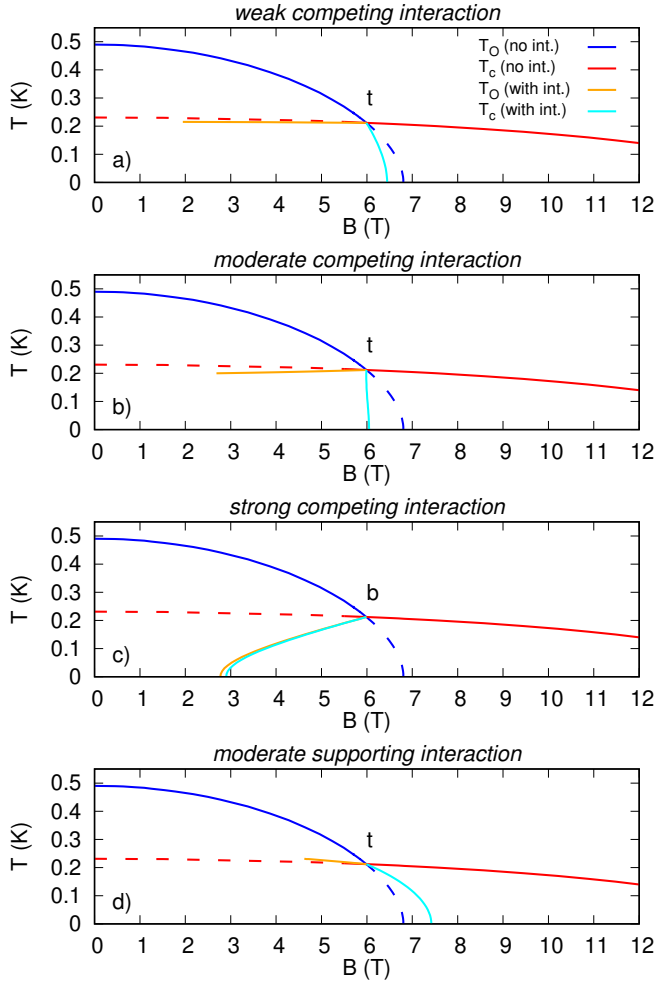 weak competing interaction
T (K)
0.5
0.4
0.3
0.2
0.1
0
T_O (no int.)
T_c (no int.)
T_O (with int.)
T_c (with int.)
t
a)
0 1 2 3 4 5 6 7 8 9 10 11 12
B (T)
moderate competing interaction
T (K)
0.5
0.4
0.3
0.2
0.1
0
t
b)
0 1 2 3 4 5 6 7 8 9 10 11 12
B (T)
strong competing interaction
T (K)
0.5
0.4
0.3
0.2
0.1
0
b
c)
0 1 2 3 4 5 6 7 8 9 10 11 12
B (T)
moderate supporting interaction
T (K)
0.5
0.4
0.3
0.2
0.1
0
t
d)
0 1 2 3 4 5 6 7 8 9 10 11 12
B (T)